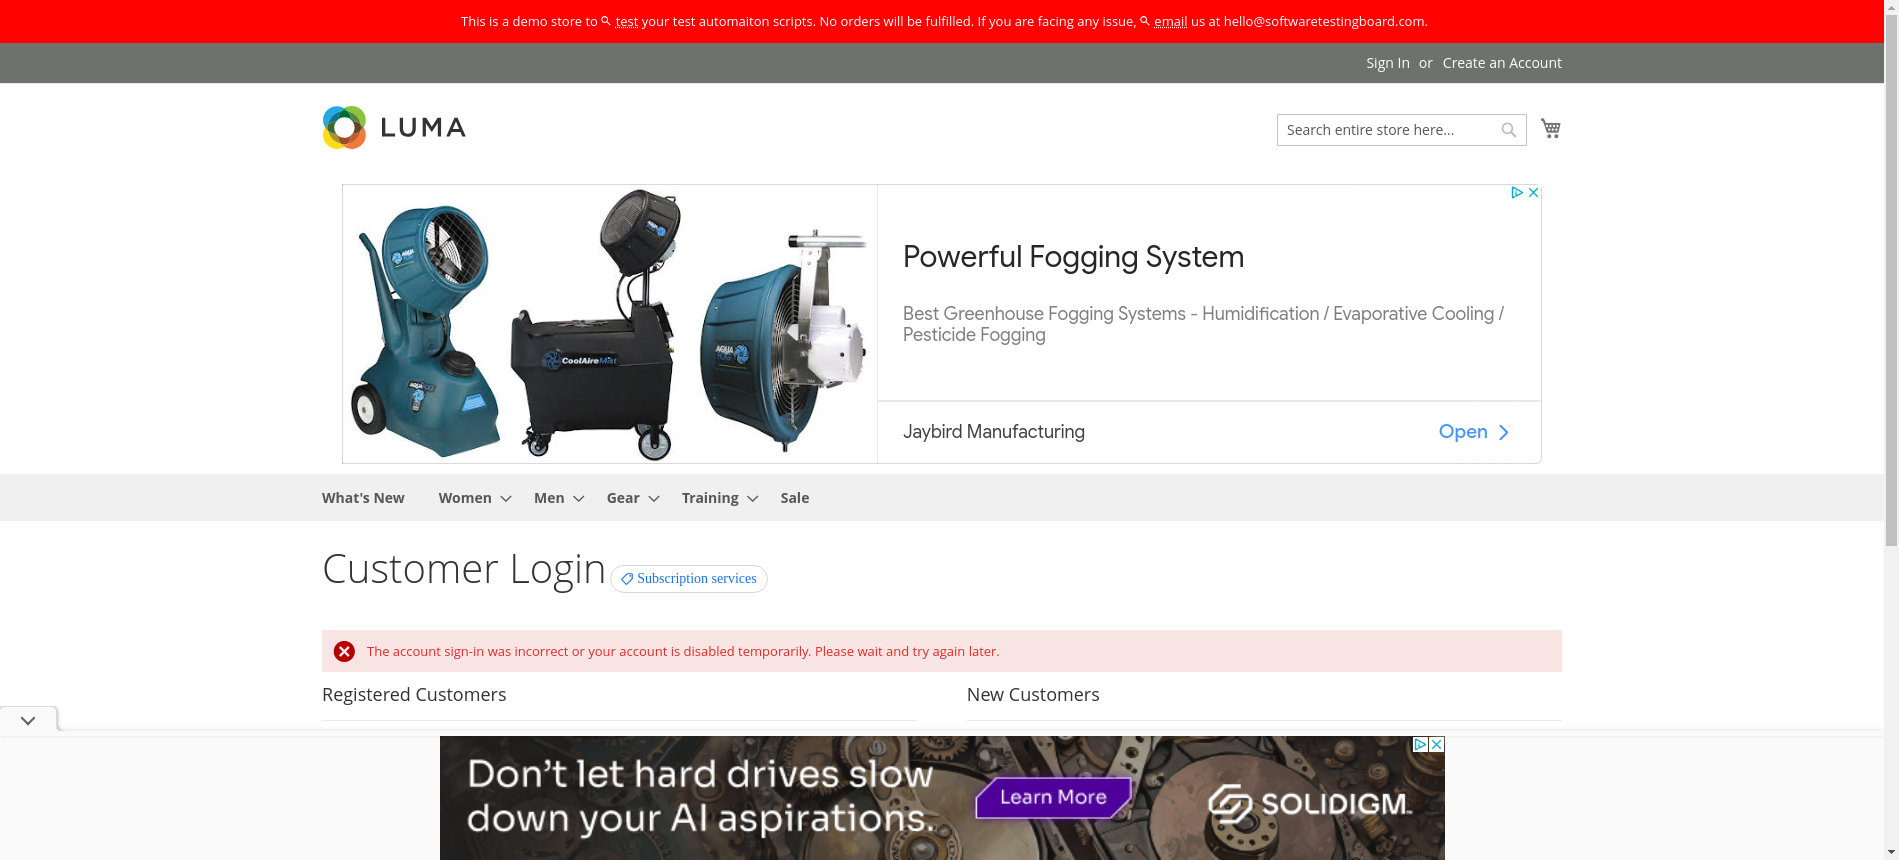 This is a demo store to test your test automaiton scripts. No orders will be fulfilled. If you are facing any issue, email us at hello@softwaretestingboard.com.
Sign In or Create an Account
LUMA
Search entire store here...
Powerful Fogging System
Best Greenhouse Fogging Systems - Humidification / Evaporative Cooling /
Pesticide Fogging
CoolAireMist
Jaybird Manufacturing
Open
What's New Women Men Gear Training Sale
Customer Login
Subscription services
The account sign-in was incorrect or your account is disabled temporarily. Please wait and try again later.
Registered Customers
New Customers
Don't let hard drives slow
down your AI aspirations.
Learn More
SOLIDIGM